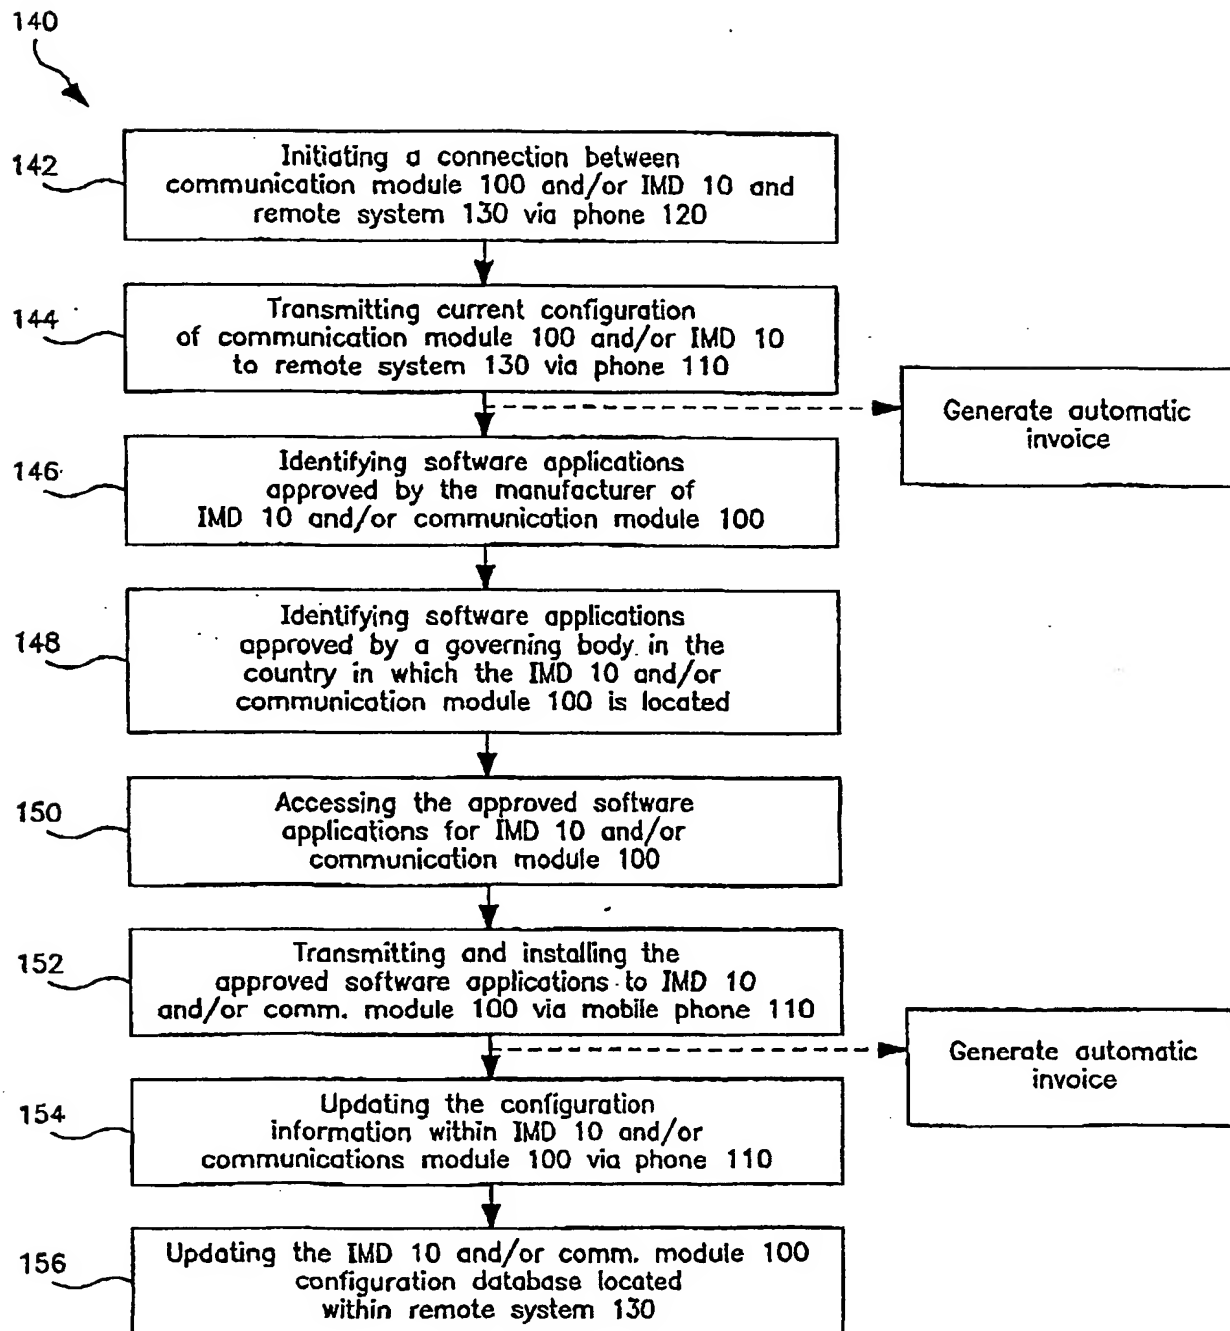 140
142
Initiating a connection between
communication module 100 and/or IMD 10 and
remote system 130 via phone 120
144
Transmitting current configuration
of communication module 100 and/or IMD 10
to remote system 130 via phone 110
Generate automatic
invoice
146
Identifying software applications
approved by the manufacturer of
IMD 10 and/or communication module 100
148
Identifying software applications
approved by a governing body in the
country in which the IMD 10 and/or
communication module 100 is located
150
Accessing the approved software
applications for IMD 10 and/or
communication module 100
152
Transmitting and installing the
approved software applications to IMD 10
and/or comm. module 100 via mobile phone 110
Generate automatic
invoice
154
Updating the configuration
information within IMD 10 and/or
communications module 100 via phone 110
156
Updating the IMD 10 and/or comm. module 100
configuration database located
within remote system 130